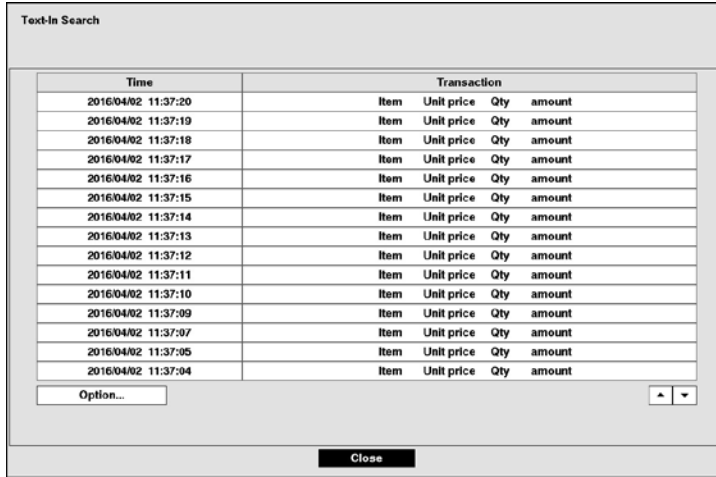 Text-In Search
Time Transaction
2016/04/02 11:37:20 Item Unit price Qty amount
2016/04/02 11:37:19 Item Unit price Qty amount
2016/04/02 11:37:18 Item Unit price Qty amount
2016/04/02 11:37:17 Item Unit price Qty amount
2016/04/02 11:37:16 Item Unit price Qty amount
2016/04/02 11:37:15 Item Unit price Qty amount
2016/04/02 11:37:14 Item Unit price Qty amount
2016/04/02 11:37:13 Item Unit price Qty amount
2016/04/02 11:37:12 Item Unit price Qty amount
2016/04/02 11:37:11 Item Unit price Qty amount
2016/04/02 11:37:10 Item Unit price Qty amount
2016/04/02 11:37:09 Item Unit price Qty amount
2016/04/02 11:37:07 Item Unit price Qty amount
2016/04/02 11:37:05 Item Unit price Qty amount
2016/04/02 11:37:04 Item Unit price Qty amount
Option...
Close